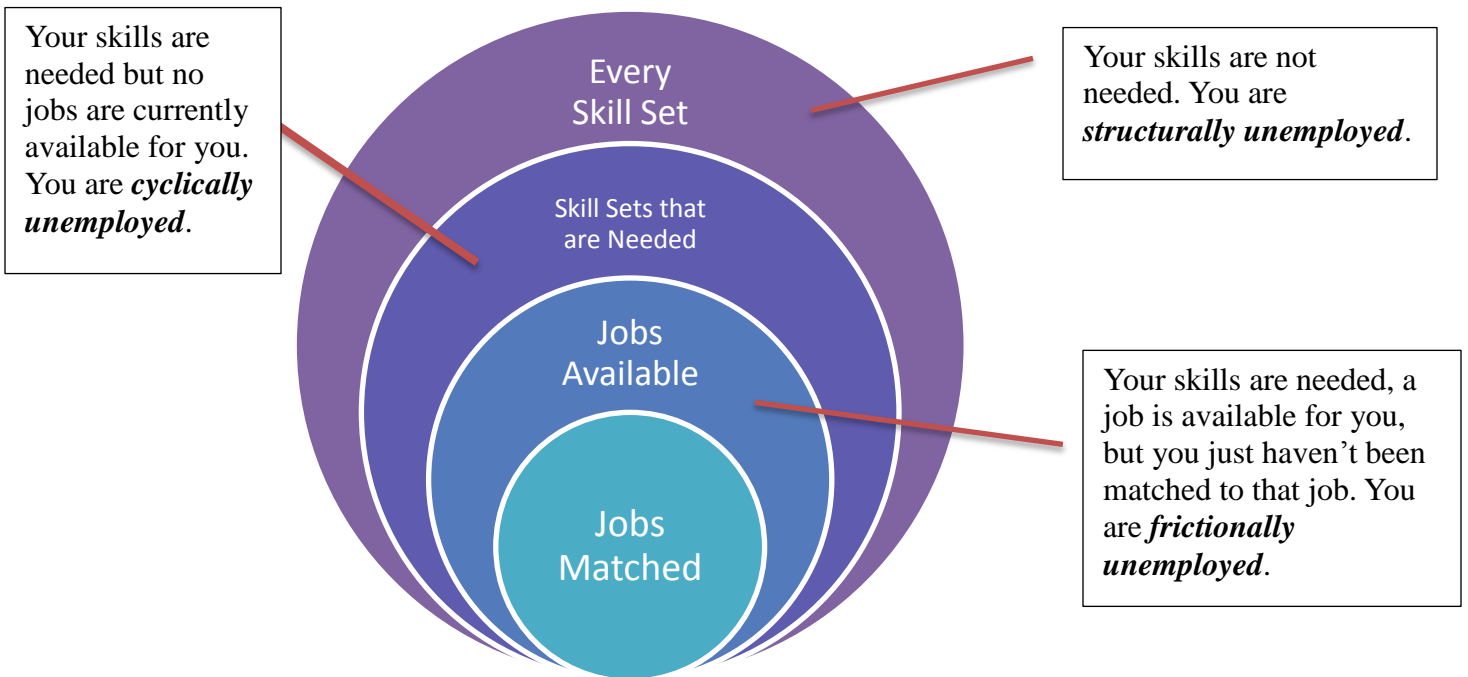 Your skills are
needed but no
jobs are currently
available for you.
You are cyclically
unemployed.
Every
Skill Set
Skill Sets that
are Needed
Jobs
Available
Jobs
Matched
Your skills are not
needed. You are
structurally unemployed.
Your skills are needed, a
job is available for you,
but you just haven’t been
matched to that job. You
are frictionally
unemployed.